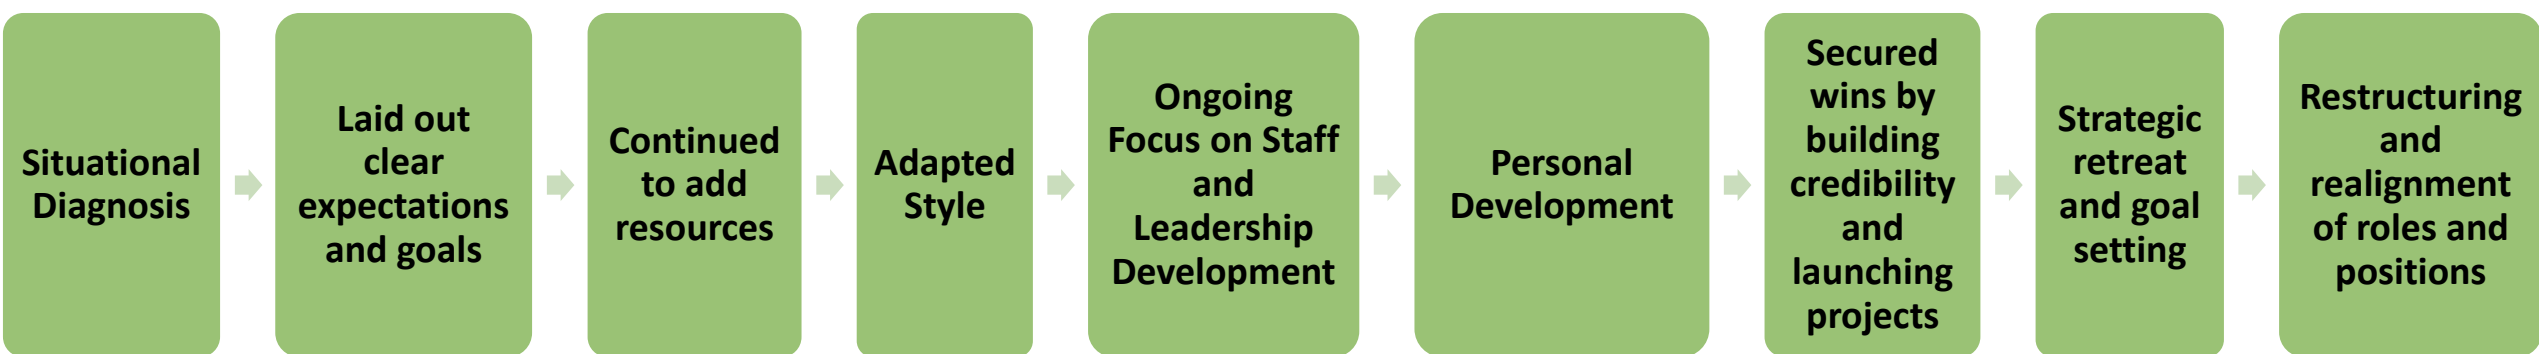 Situational
Diagnosis
Laid out
clear
expectations
and goals
Continued
to add
resources
Adapted
Style
Ongoing
Focus on Staff
and
Leadership
Development
Personal
Development
Secured
wins by
building
credibility
and
launching
projects
Strategic
retreat
and goal
setting
Restructuring
and
realignment
of roles and
positions